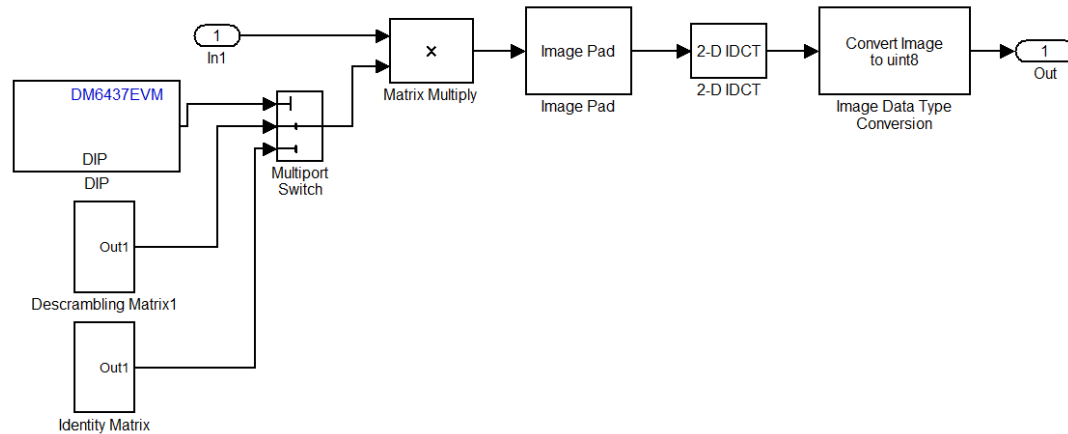 1
In1
×
Matrix Multiply
Image Pad
Image Pad
2-D IDCT
2-D IDCT
Convert Image
to uint8
Image Data Type
Conversion
1
Out
DM6437EVM
DIP
DIP
Multiport
Switch
Out1
Descrambling Matrix1
Out1
Identity Matrix